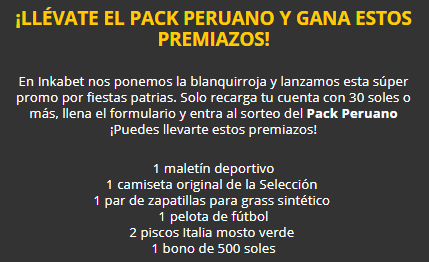 ¡LLÉVATE EL PACK PERUANO Y GANA ESTOS
PREMIAZOS!
En Inkabet nos ponemos la blanquirroja y lanzamos esta súper
promo por fiestas patrias. Solo recarga tu cuenta con 30 soles o
más, llena el formulario y entra al sorteo del Pack Peruano
¡Puedes llevarte estos premiazos!
1 maletín deportivo
1 camiseta original de la Selección
1 par de zapatillas para grass sintético
1 pelota de fútbol
2 piscos Italia mosto verde
1 bono de 500 soles